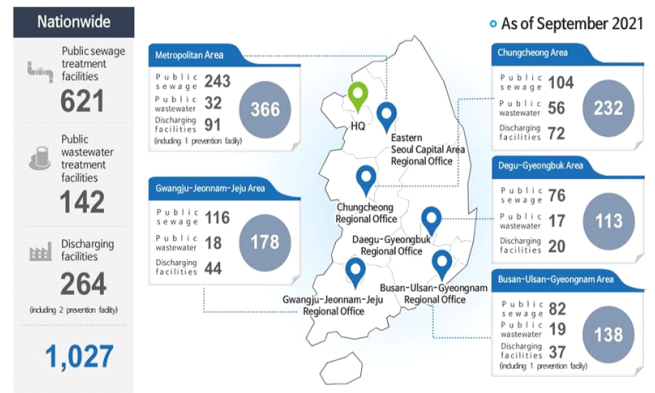 Nationwide
Public sewage
treatment
facilities
621
Public
wastewater
treatment
facilities
142
Discharging
facilities
264
(including 2 prevention facility)
1,027
As of September 2021
Metropolitan Area
Public sewage 243
Public wastewater 32
Discharging facilities 91
(including 1 prevention facility)
366
Gwangju-Jeonnam-Jeju Area
Public sewage 116
Public wastewater 18
Discharging facilities 44
178
HQ
Eastern
Seoul Capital Area
Regional Office
Chungcheong
Regional Office
Daegu-Gyeongbuk
Regional Office
Busan-Ulsan-Gyeongnam
Regional Office
Gwangju-Jeonnam-Jeju
Regional Office
Chungcheong Area
Public sewage 104
Public wastewater 56
Discharging facilities 72
232
Degu-Gyeongbuk Area
Public sewage 76
Public wastewater 17
Discharging facilities 20
113
Busan-Ulsan-Gyeongnam Area
Public sewage 82
Public wastewater 19
Discharging facilities 37
(including 1 prevention faciliy)
138